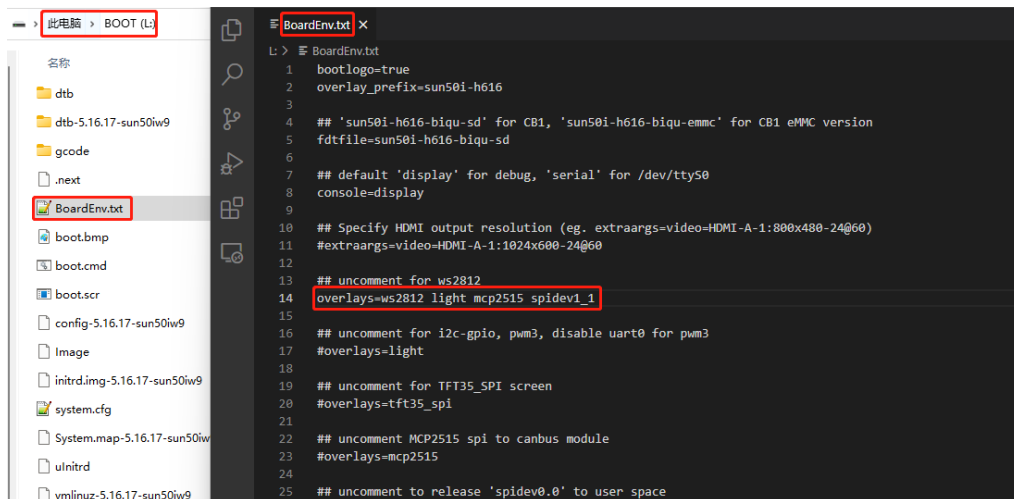 此电脑 > BOOT (L:)
名称
dtb
dtb-5.16.17-sun50iw9
gcode
.next
BoardEnv.txt
boot.bmp
boot.cmd
boot.scr
config-5.16.17-sun50iw9
Image
initrd.img-5.16.17-sun50iw9
system.cfg
System.map-5.16.17-sun50iw
uInitrd
vmlinuz-5.16.17-sun50iw9
BoardEnv.txt
L: > BoardEnv.txt
1 bootlogo=true
2 overlay_prefix=sun50i-h616
3
4 ## 'sun50i-h616-biqu-sd' for CB1, 'sun50i-h616-biqu-emmc' for CB1 eMMC version
5 fdtfile=sun50i-h616-biqu-sd
6
7 ## default 'display' for debug, 'serial' for /dev/ttyS0
8 console=display
9
10 ## Specify HDMI output resolution (eg. extraargs=video=HDMI-A-1:800x480-24@60)
11 #extraargs=video=HDMI-A-1:1024x600-24@60
12
13 ## uncomment for ws2812
14 overlays=ws2812 light mcp2515 spidev1_1
15
16 ## uncomment for i2c-gpio, pwm3, disable uart0 for pwm3
17 #overlays=light
18
19 ## uncomment for TFT35_SPI screen
20 #overlays=tft35_spi
21
22 ## uncomment MCP2515 spi to canbus module
23 #overlays=mcp2515
24
25 ## uncomment to release 'spidev0.0' to user space